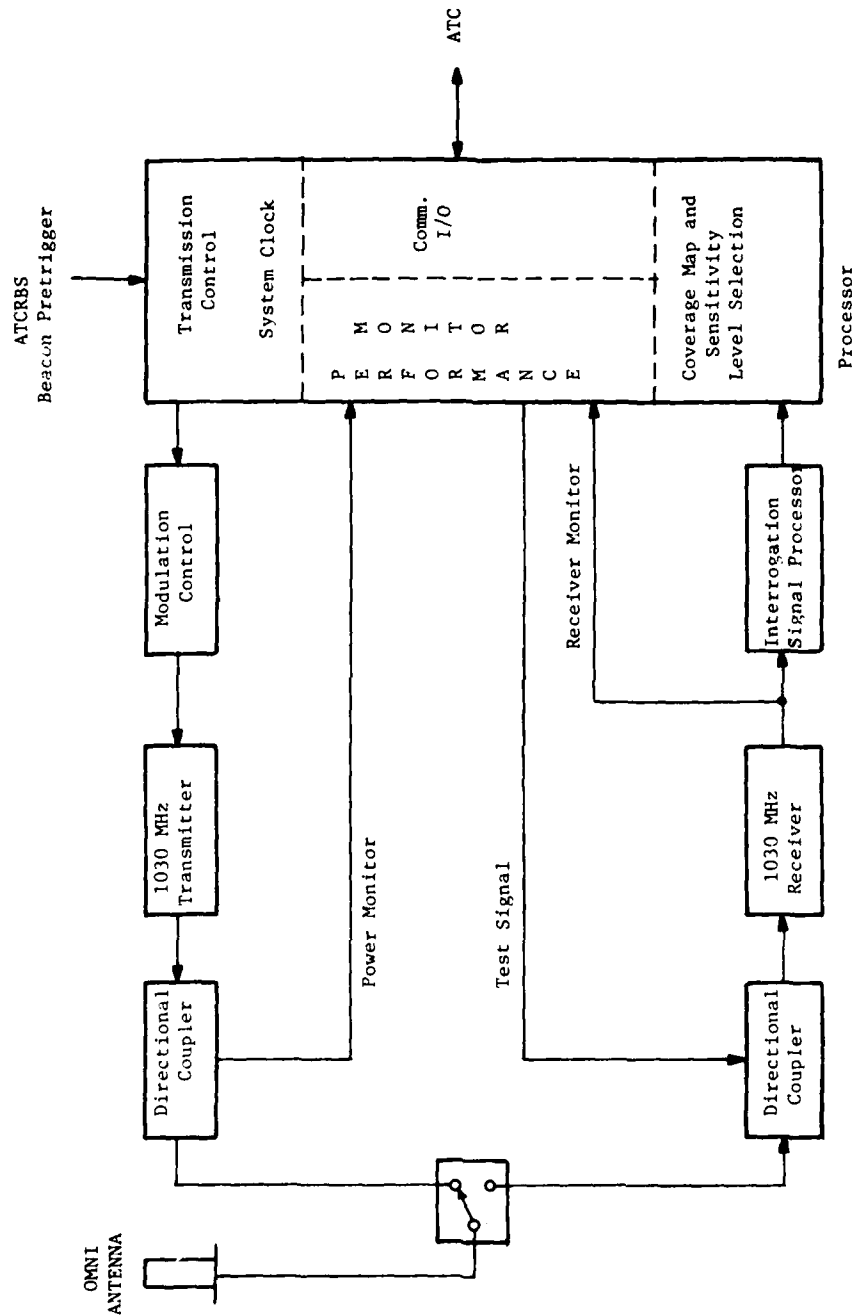 OMNI
ANTENNA
ATCRBS
Beacon Pretrigger
Directional
Coupler
1030 MHz
Transmitter
Modulation
Control
Transmission
Control
System Clock
Power Monitor
PERFORMANCE
MONITOR
Comm.
I/O
ATC
Test Signal
Receiver Monitor
Directional
Coupler
1030 MHz
Receiver
Interrogation
Signal Processor
Coverage Map and
Sensitivity
Level Selection
Processor